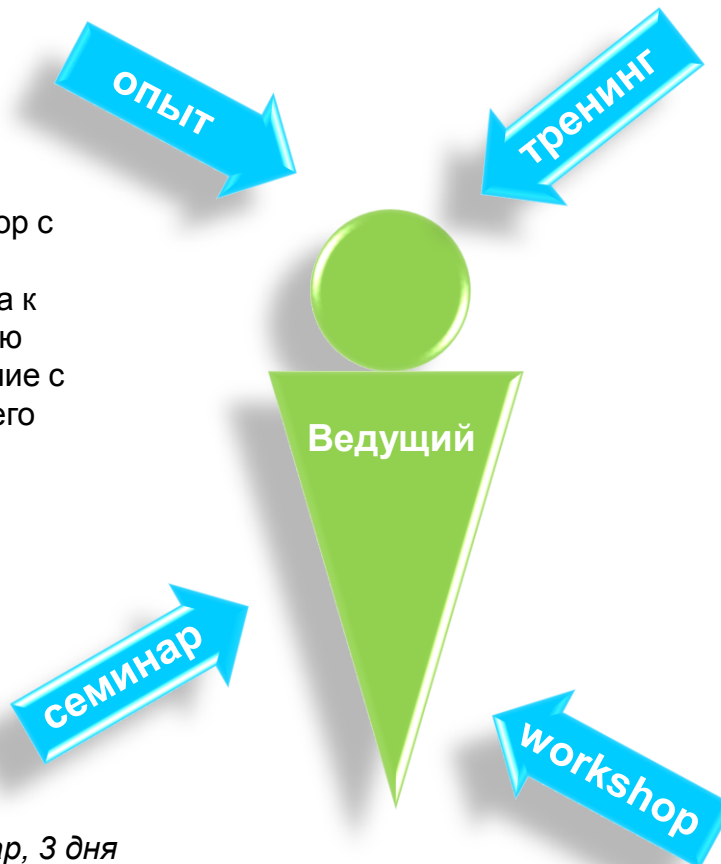 опыт
тренинг
ор с
а к
ю
ние с
его
Ведущий
семинар
workshop
ар, 3 дня